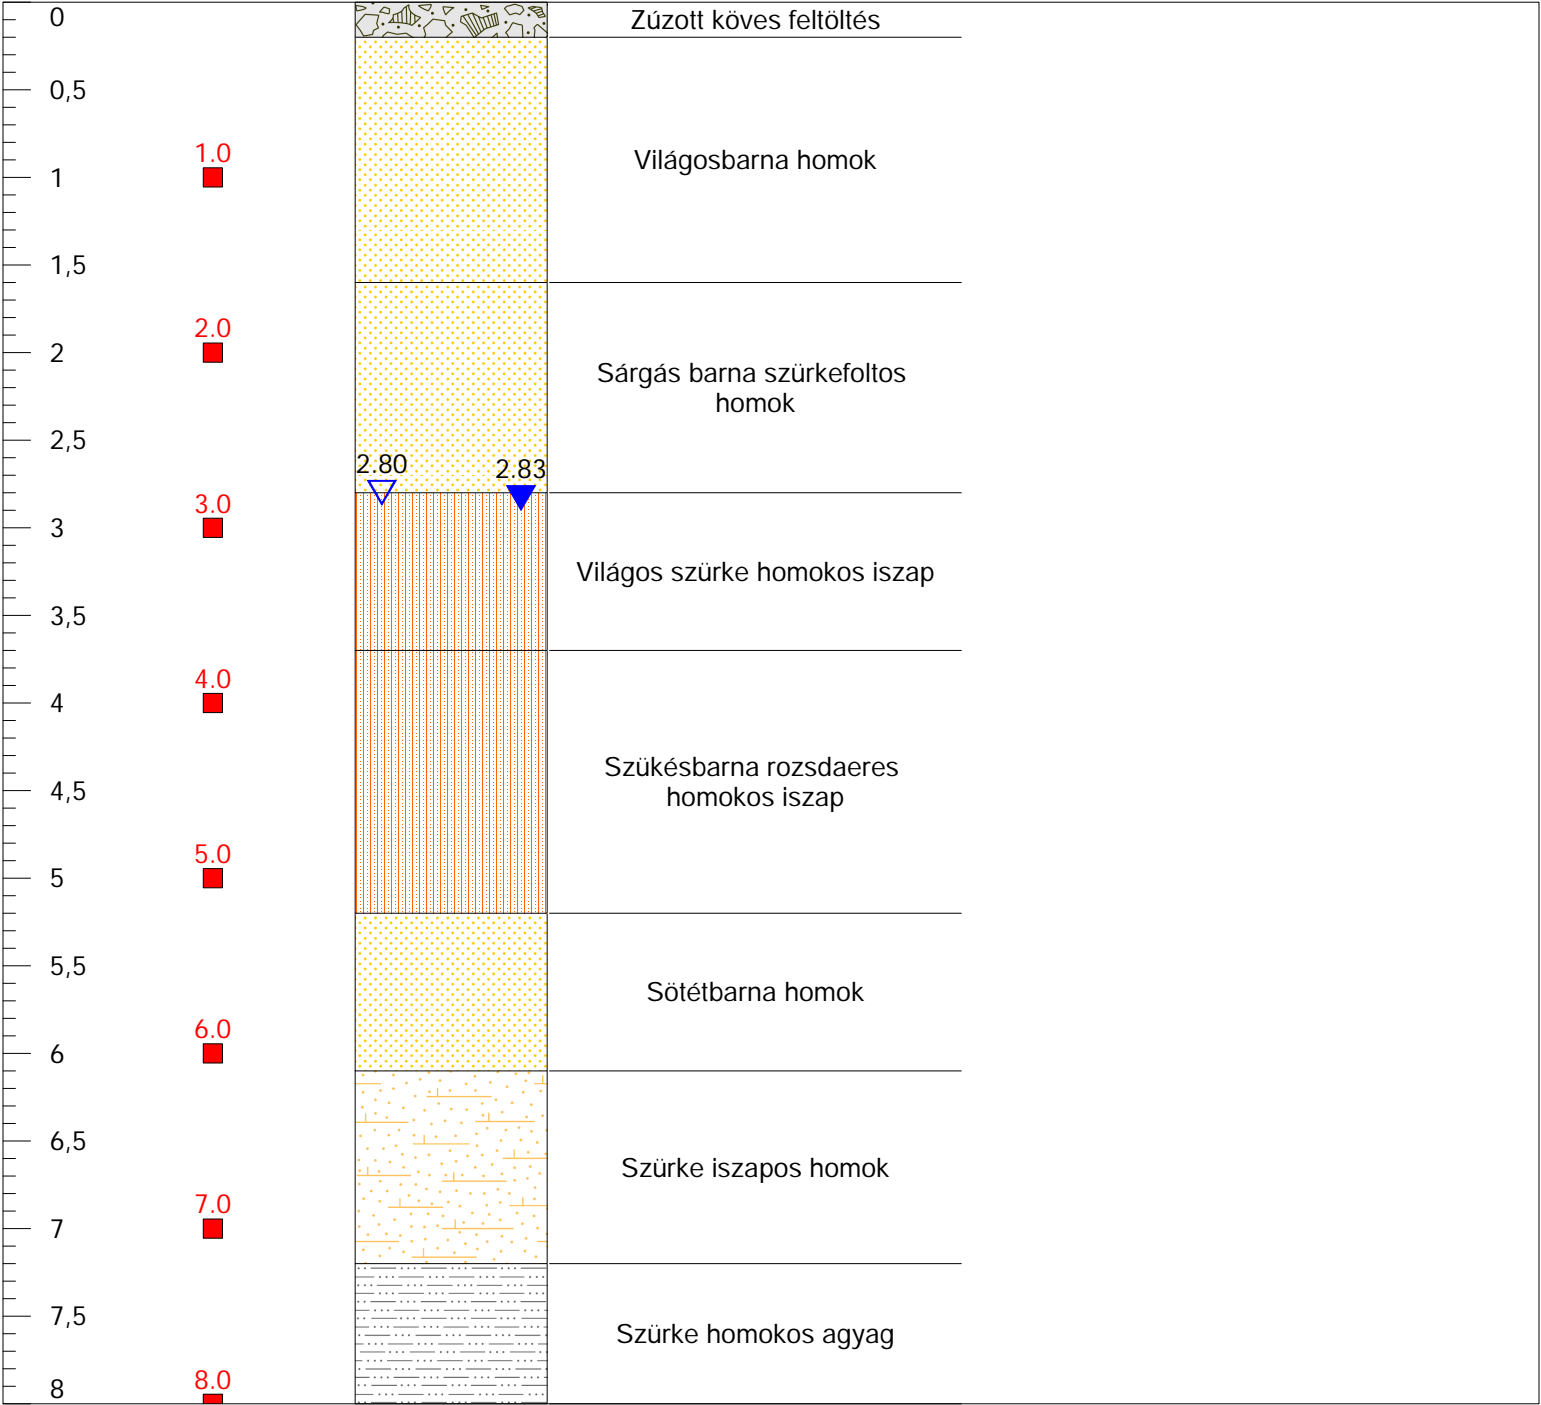 0
Zúzott köves feltöltés
0,5
1.0
Világosbarna homok
1
1,5
2.0
2
Sárgás barna szürkefoltos
homok
2,5
2.80
2.83
3.0
3
Világos szürke homokos iszap
3,5
4.0
4
Szükésbarna rozsdaeres
homokos iszap
4,5
5.0
5
5,5
Sötétbarna homok
6.0
6
6,5
Szürke iszapos homok
7.0
7
7,5
Szürke homokos agyag
8.0
8